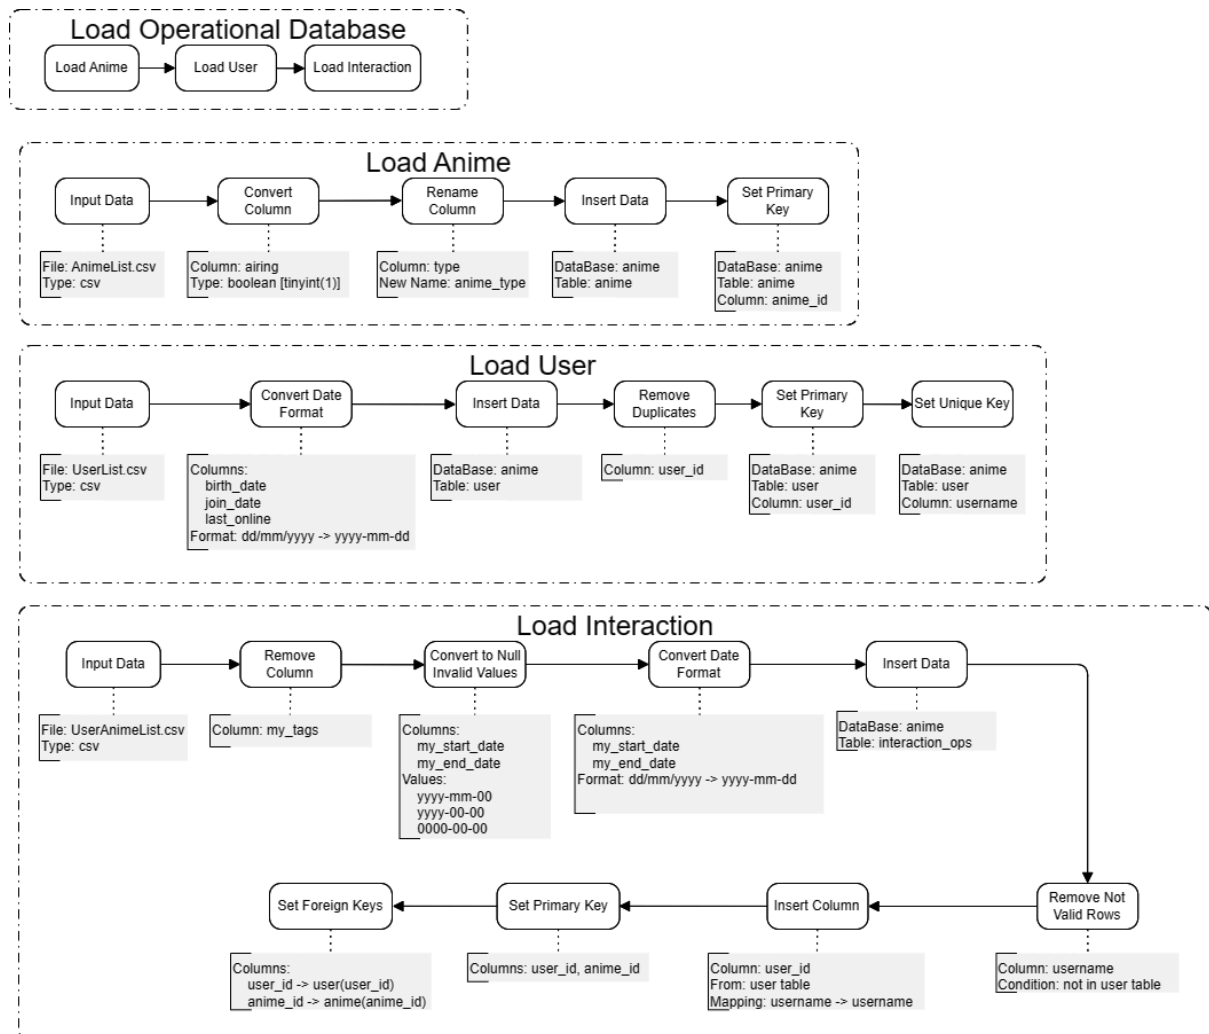 Load Operational Database
Load Anime
Load User
Load Interaction
Load Anime
Input Data
Convert
Column
Rename
Column
Insert Data
Set Primary
Key
File: AnimeList.csv
Type: csv
Column: airing
Type: boolean [tinyint(1)]
Column: type
New Name: anime_type
DataBase: anime
Table: anime
DataBase: anime
Table: anime
Column: anime_id
Load User
Input Data
Convert Date
Format
Insert Data
Remove
Duplicates
Set Primary
Key
Set Unique Key
File: UserList.csv
Type: csv
Columns:
birth_date
join_date
last_online
Format: dd/mm/yyyy -> yyyy-mm-dd
DataBase: anime
Table: user
Column: user_id
DataBase: anime
Table: user
Column: user_id
DataBase: anime
Table: user
Column: username
Load Interaction
Input Data
Remove
Column
Convert to Null
Invalid Values
Convert Date
Format
Insert Data
File: UserAnimeList.csv
Type: csv
Column: my_tags
Columns:
my_start_date
my_end_date
Values:
yyyy-mm-00
yyyy-00-00
0000-00-00
Columns:
my_start_date
my_end_date
Format: dd/mm/yyyy -> yyyy-mm-dd
DataBase: anime
Table: interaction_ops
Set Foreign Keys
Set Primary Key
Insert Column
Remove Not
Valid Rows
Columns:
user_id -> user(user_id)
anime_id -> anime(anime_id)
Columns: user_id, anime_id
Column: user_id
From: user table
Mapping: username -> username
Column: username
Condition: not in user table